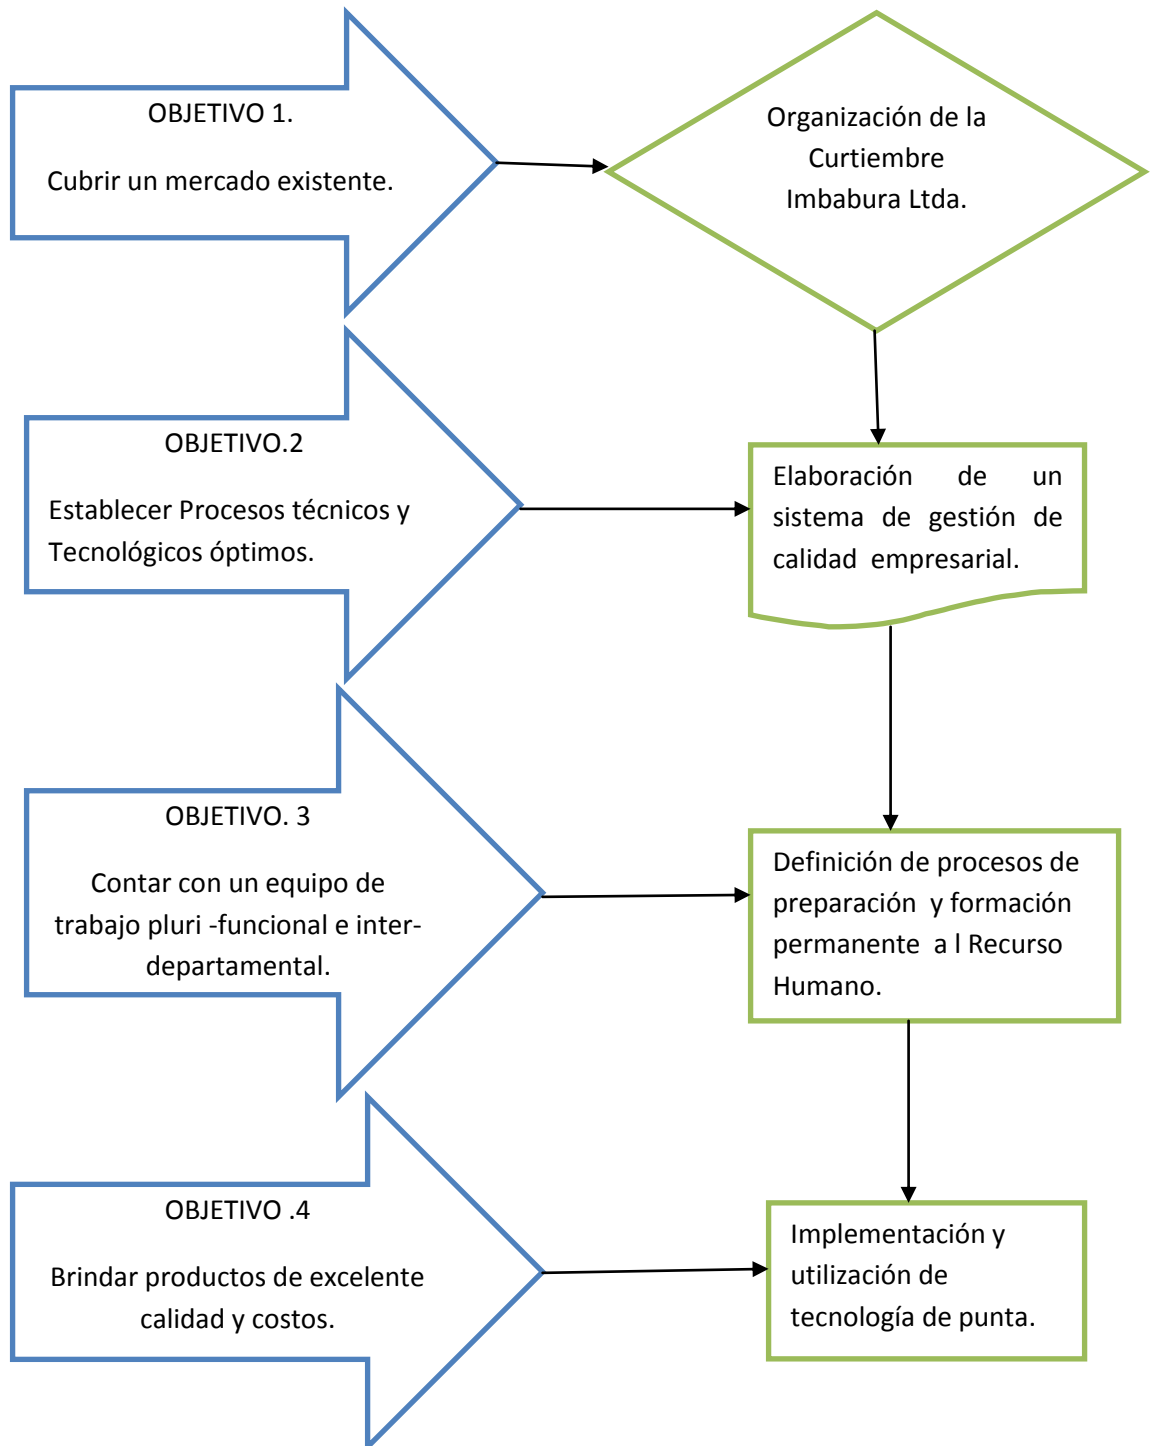 OBJETIVO 1.
Cubrir un mercado existente.
Organización de la
Curtiembre
Imbabura Ltda.
OBJETIVO.2
Establecer Procesos técnicos y
Tecnológicos óptimos.
Elaboración de un
sistema de gestión de
calidad empresarial.
OBJETIVO. 3
Contar con un equipo de
trabajo pluri -funcional e inter-
departamental.
Definición de procesos de
preparación y formación
permanente a l Recurso
Humano.
OBJETIVO .4
Brindar productos de excelente
calidad y costos.
Implementación y
utilización de
tecnología de punta.